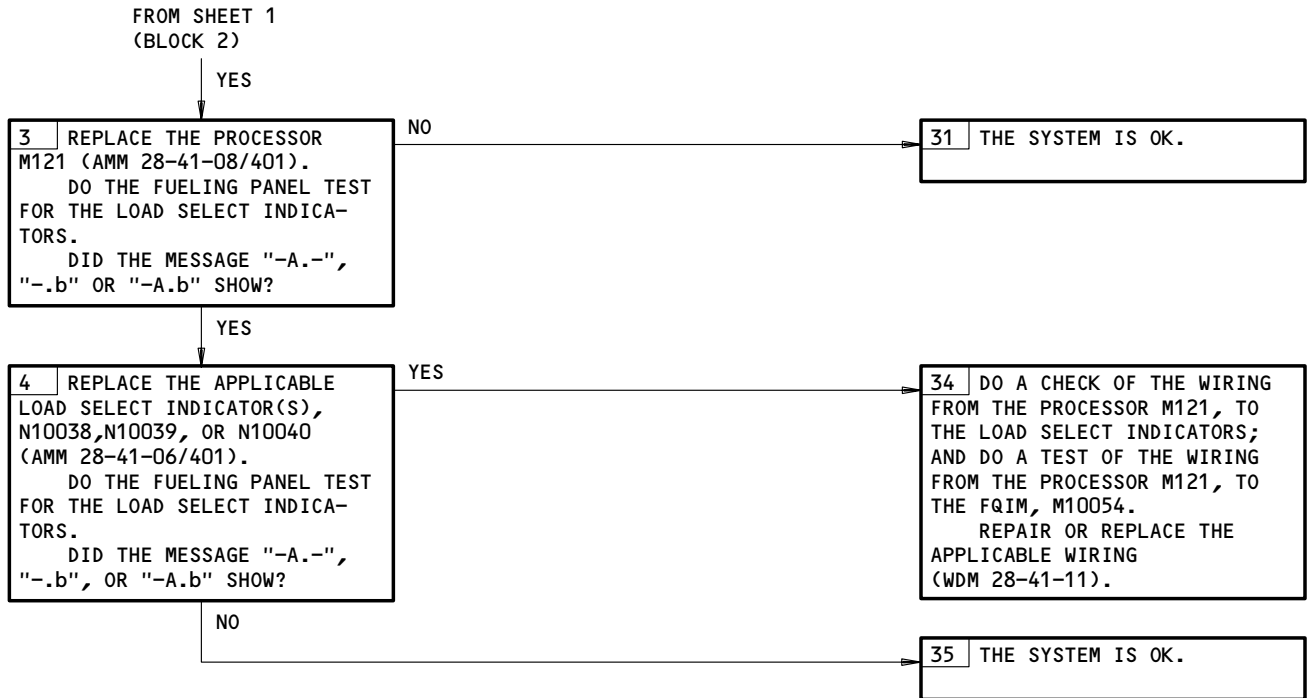 FROM SHEET 1
(BLOCK 2)
YES
3 REPLACE THE PROCESSOR
M121 (AMM 28-41-08/401).
DO THE FUELING PANEL TEST
FOR THE LOAD SELECT INDICA-
TORS.
DID THE MESSAGE "-A.-",
"-.b" OR "-A.b" SHOW?
NO
31 THE SYSTEM IS OK.
YES
4 REPLACE THE APPLICABLE
LOAD SELECT INDICATOR(S),
N10038,N10039, OR N10040
(AMM 28-41-06/401).
DO THE FUELING PANEL TEST
FOR THE LOAD SELECT INDICA-
TORS.
DID THE MESSAGE "-A.-",
"-.b", OR "-A.b" SHOW?
YES
34 DO A CHECK OF THE WIRING
FROM THE PROCESSOR M121, TO
THE LOAD SELECT INDICATORS;
AND DO A TEST OF THE WIRING
FROM THE PROCESSOR M121, TO
THE FQIM, M10054.
REPAIR OR REPLACE THE
APPLICABLE WIRING
(WDM 28-41-11).
NO
35 THE SYSTEM IS OK.